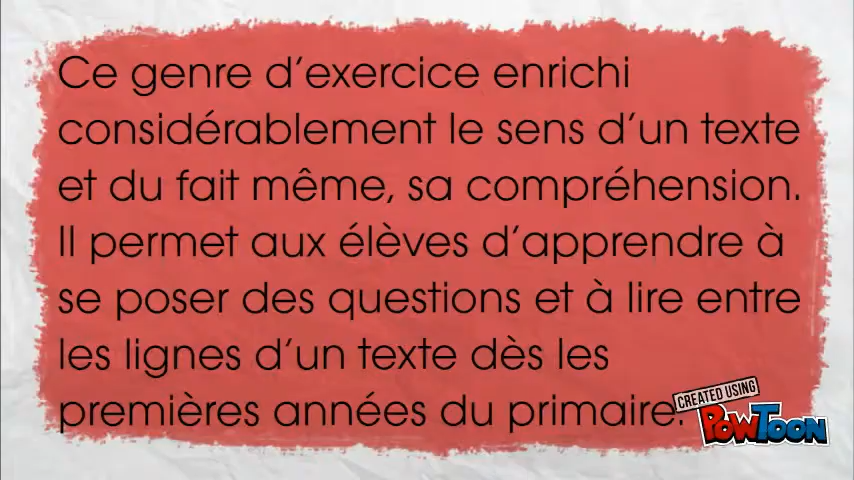 Ce genre d’exercice enrichi
considérablement le sens d’un texte
et du fait même, sa compréhension.
Il permet aux élèves d’apprendre à
se poser des questions et à lire entre
les lignes d’un texte dès les
premières années du primaire.
CREATED USING
POWTOON